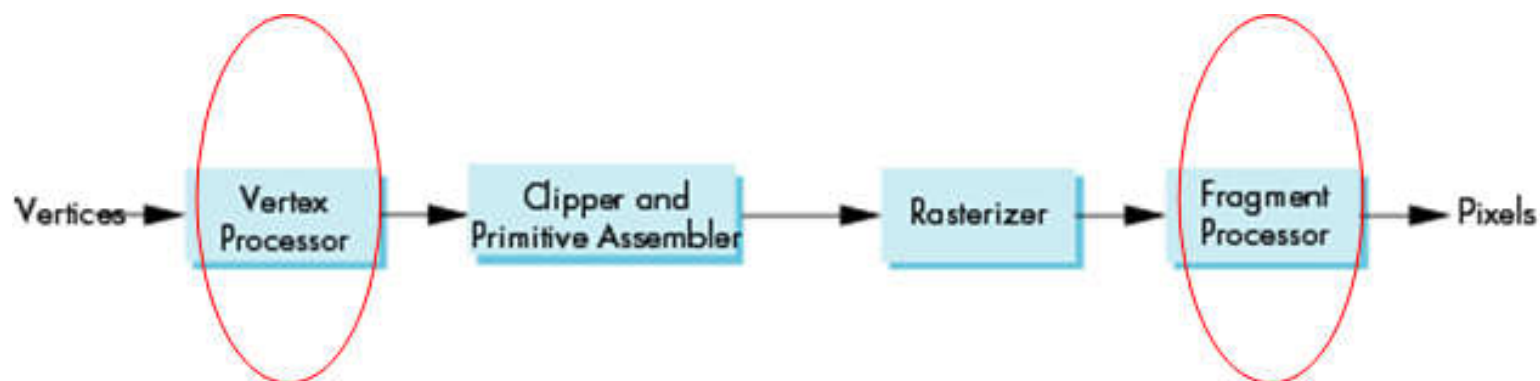 Vertices
Vertex
Processor
Clipper and
Primitive Assembler
Rasterizer
Fragment
Processor
Pixels